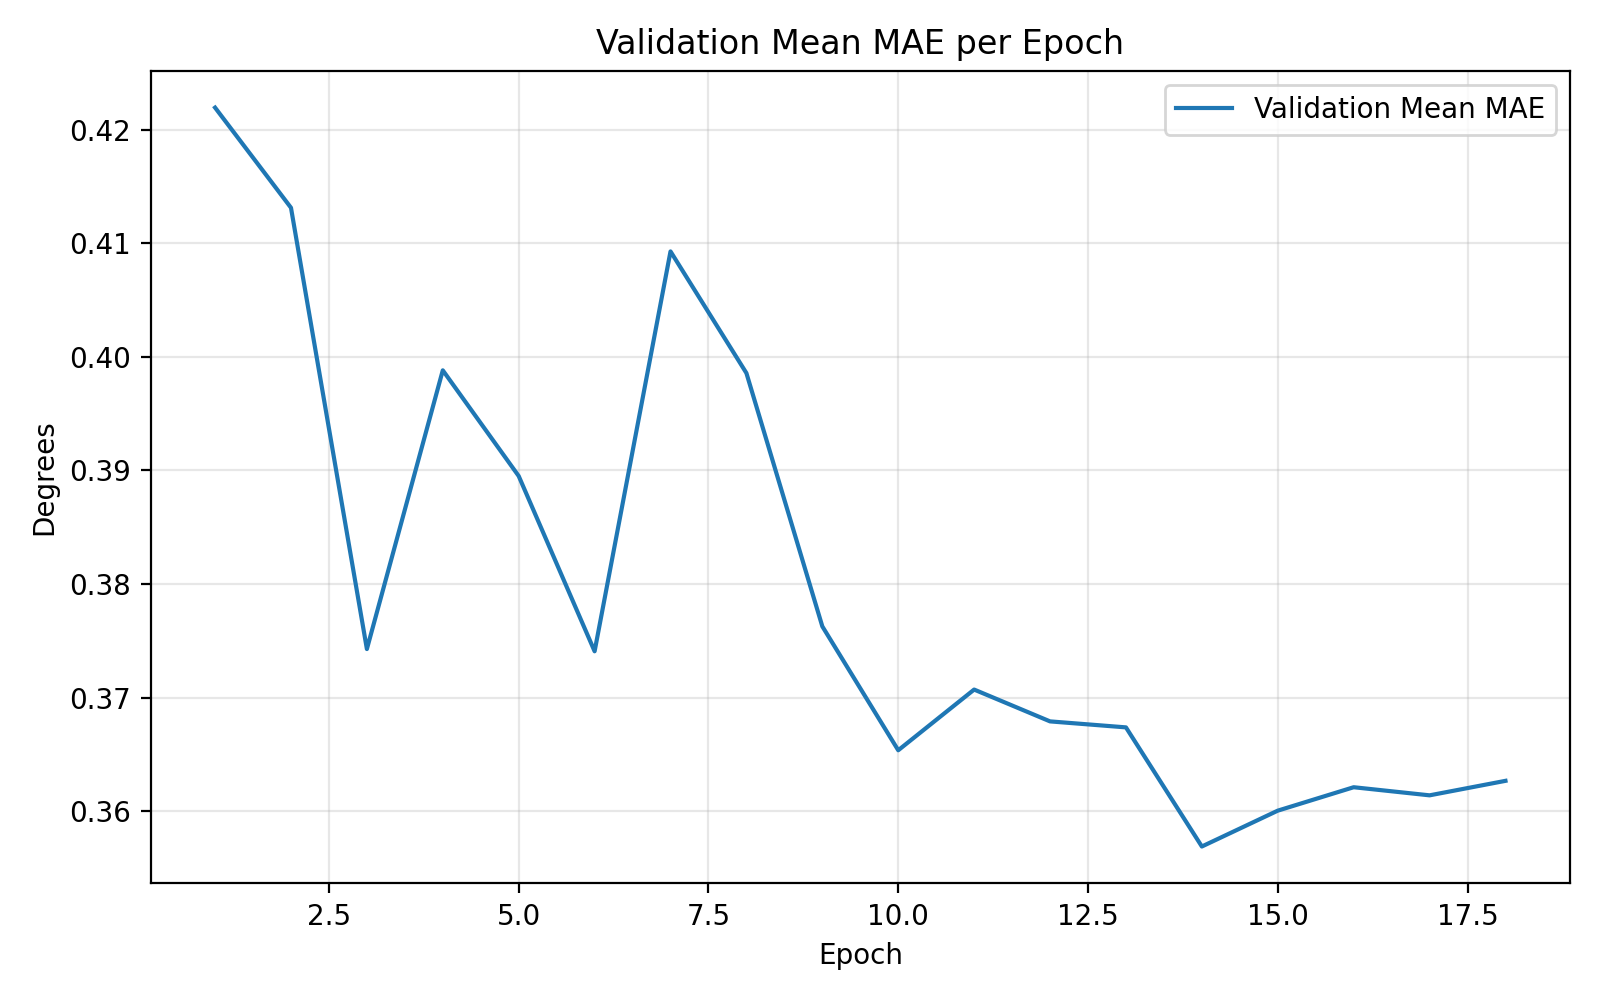 Validation Mean MAE per Epoch
Validation Mean MAE
0.42
0.41
0.40
0.39
0.38
0.37
0.36
Degrees
2.5 5.0 7.5 10.0 12.5 15.0 17.5
Epoch